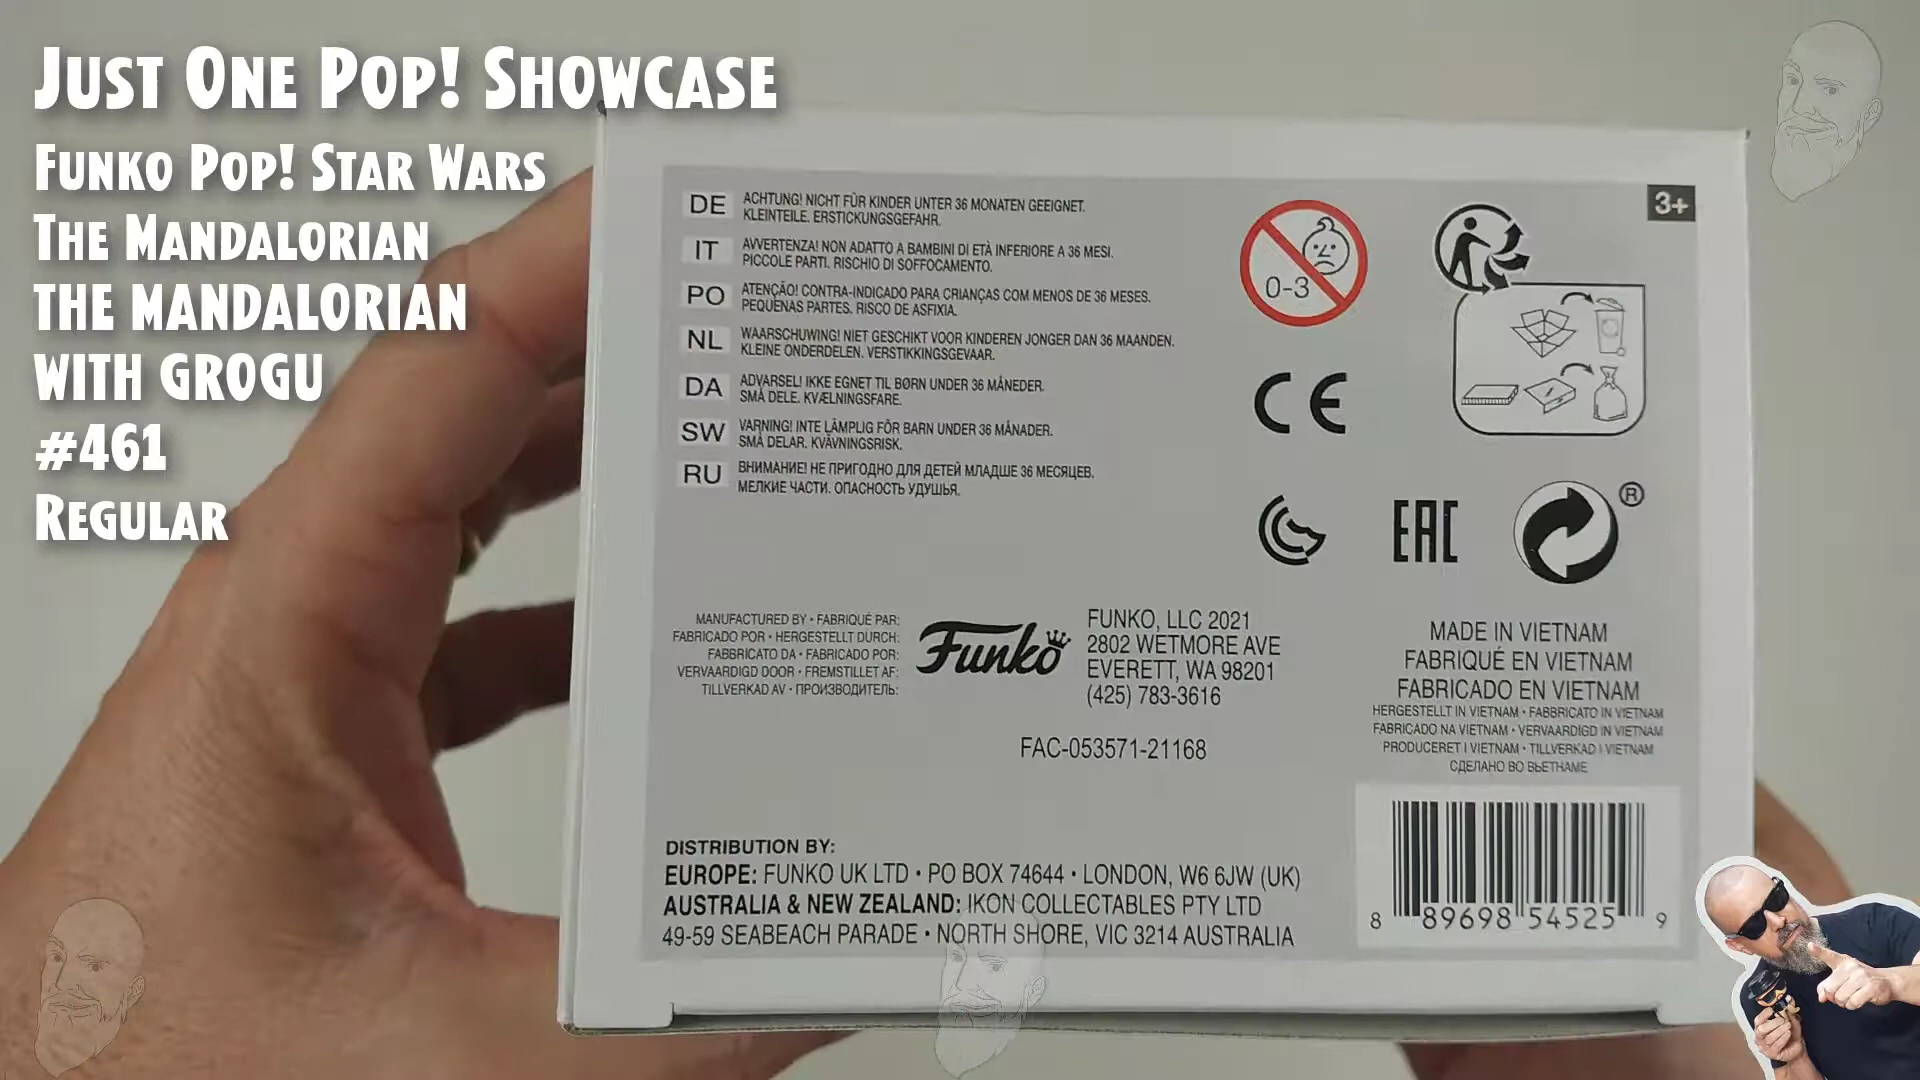 JUST ONE POP! SHOWCASE
FUNKO POP! STAR WARS
THE MANDALORIAN
THE MANDALORIAN
WITH GROGU
#461
REGULAR
3+
DE ACHTUNG! NICHT FÜR KINDER UNTER 36 MONATEN GEEIGNET.
KLEINTEILE. ERSTICKUNGSGEFAHR.
IT AVVERTENZA! NON ADATTO A BAMBINI DI ETÀ INFERIORE A 36 MESI.
PICCOLE PARTI. RISCHIO DI SOFFOCAMENTO.
PO ATENÇÃO! CONTRA-INDICADO PARA CRIANÇAS COM MENOS DE 36 MESES.
PEQUENAS PARTES. RISCO DE ASFIXIA.
NL WAARSCHUWING! NIET GESCHIKT VOOR KINDEREN JONGER DAN 36 MAANDEN.
KLEINE ONDERDELEN. VERSTIKKINGSGEVAAR.
DA ADVARSEL! IKKE EGNET TIL BØRN UNDER 36 MÅNEDER.
SMÅ DELE. KVÆLNINGSFARE.
SW VARNING! INTE LÄMPLIG FÖR BARN UNDER 36 MÅNADER.
SMÅ DELAR. KVÄVNINGSRISK.
RU ВНИМАНИЕ! НЕ ПРИГОДНО ДЛЯ ДЕТЕЙ МЛАДШЕ 36 МЕСЯЦЕВ.
МЕЛКИЕ ЧАСТИ. ОПАСНОСТЬ УДУШЬЯ.
0-3
CE
EAC
®
MANUFACTURED BY • FABRIQUÉ PAR:
FABRICADO POR • HERGESTELLT DURCH:
FABBRICATO DA • FABRICADO POR:
VERVAARDIGD DOOR • FREMSTILLET AF:
TILLVERKAD AV • ПРОИЗВОДИТЕЛЬ:
Funko
FUNKO, LLC 2021
2802 WETMORE AVE
EVERETT, WA 98201
(425) 783-3616
FAC-053571-21168
MADE IN VIETNAM
FABRIQUÉ EN VIETNAM
FABRICADO EN VIETNAM
HERGESTELLT IN VIETNAM • FABBRICATO IN VIETNAM
FABRICADO NA VIETNAM • VERVAARDIGD IN VIETNAM
PRODUCERET I VIETNAM • TILLVERKAD I VIETNAM
СДЕЛАНО ВО ВЬЕТНАМЕ
DISTRIBUTION BY:
EUROPE: FUNKO UK LTD • PO BOX 74644 • LONDON, W6 6JW (UK)
AUSTRALIA & NEW ZEALAND: IKON COLLECTABLES PTY LTD
49-59 SEABEACH PARADE • NORTH SHORE, VIC 3214 AUSTRALIA
8 89698 54525 9